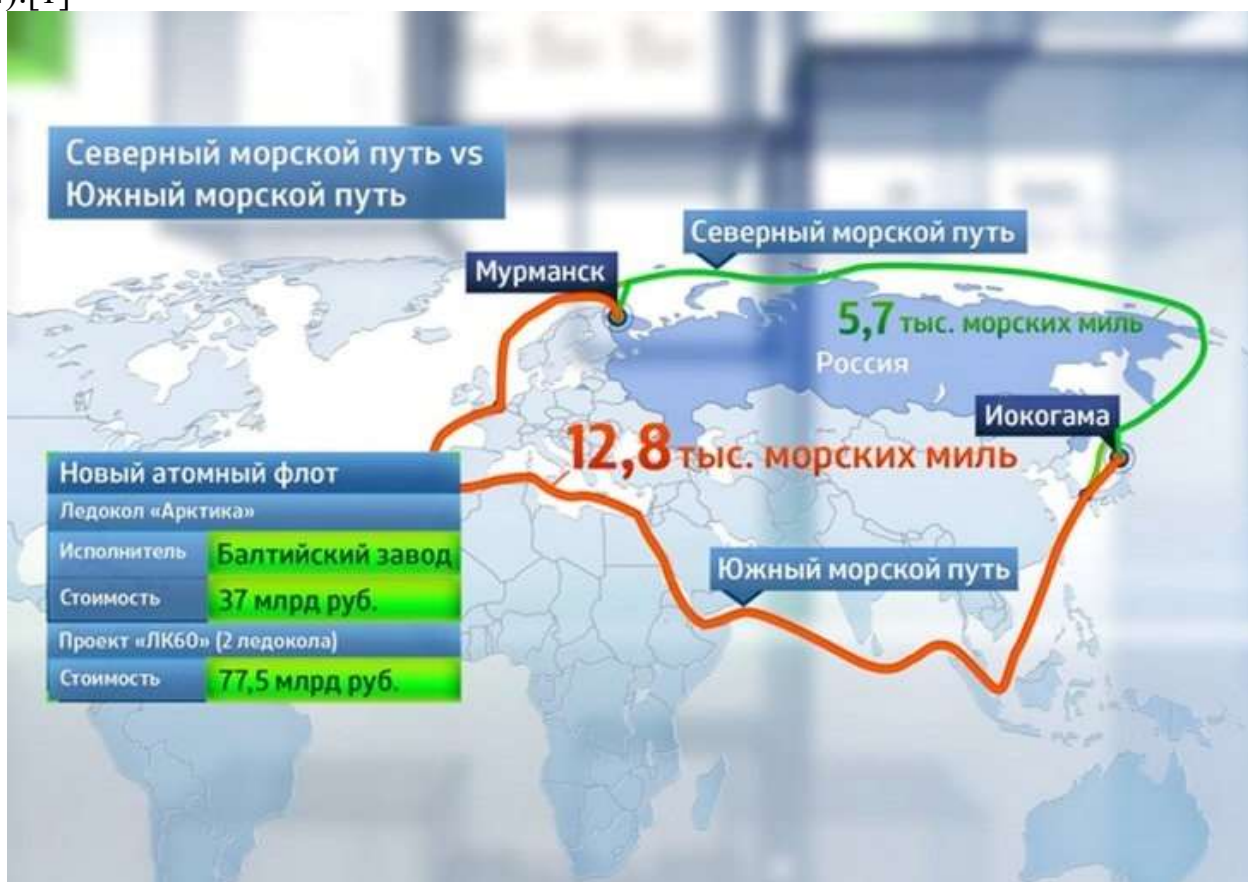 ).[1]
Северный морской путь vs
Южный морской путь
Северный морской путь
Мурманск
5,7 тыс. морских миль
Россия
Иокогама
12,8 тыс. морских миль
Новый атомный флот
Ледокол «Арктика»
Исполнитель Балтийский завод
Стоимость 37 млрд руб.
Проект «ЛК60» (2 ледокола)
Стоимость 77,5 млрд руб.
Южный морской путь